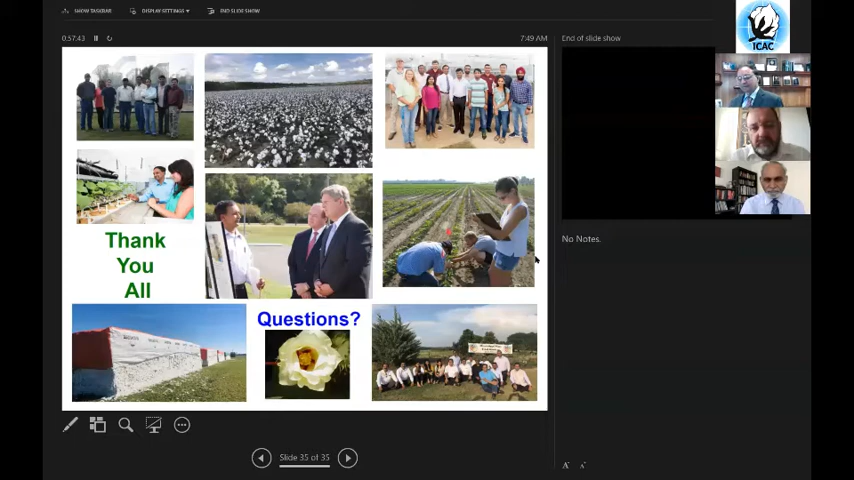 SHOW TASKBAR
DISPLAY SETTINGS ▾
END SLIDE SHOW
0:57:43
7:49 AM
End of slide show
ICAC
Thank
You
All
Questions?
No Notes.
Slide 35 of 35
A
A